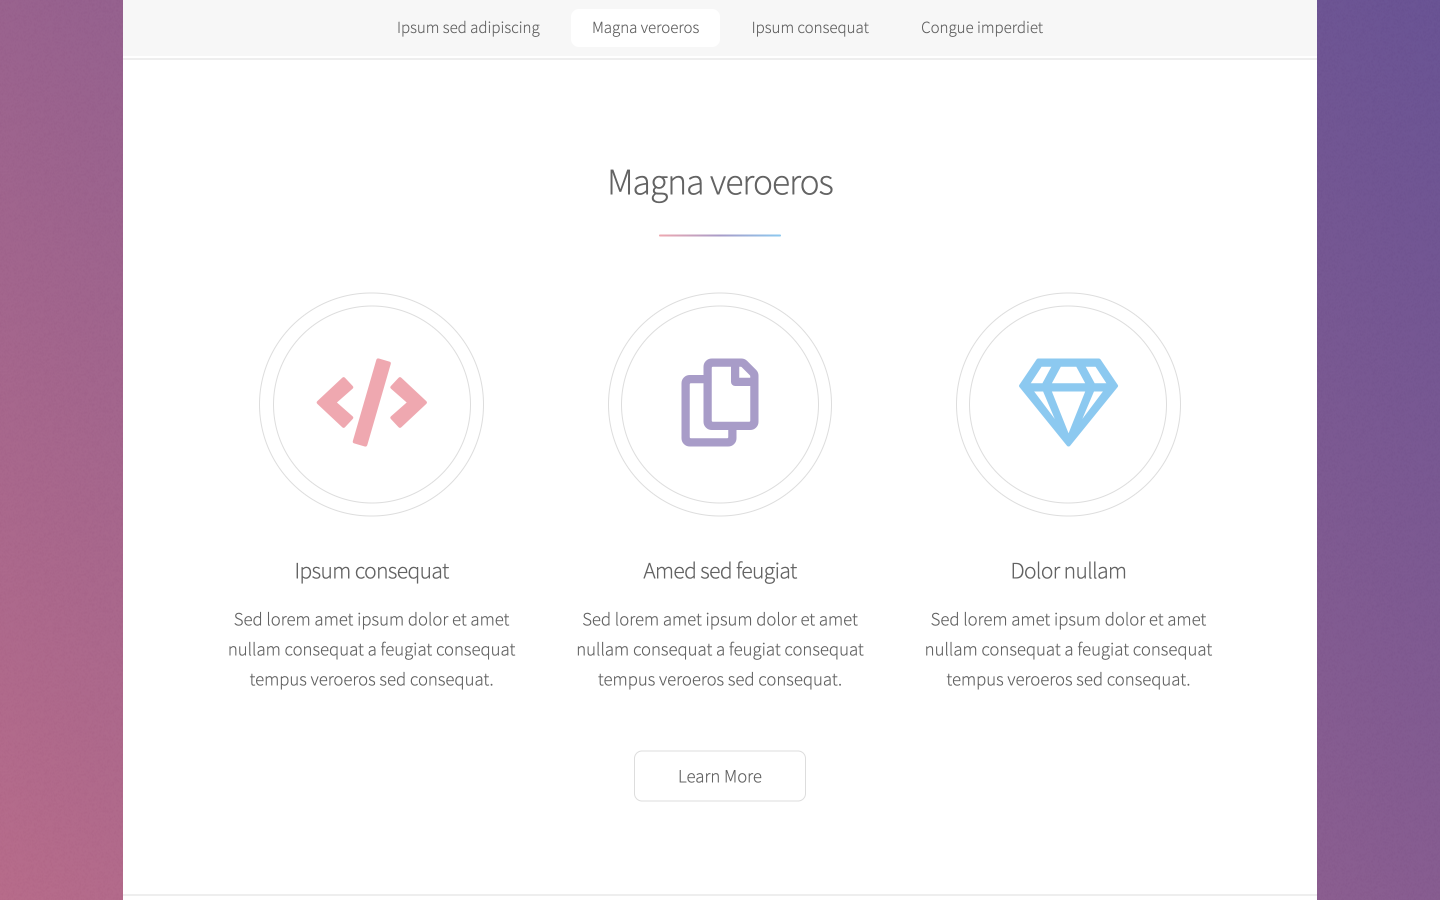 Ipsum sed adipiscing
Magna veroeros
Ipsum consequat
Congue imperdiet
Magna veroeros
Ipsum consequat
Sed lorem amet ipsum dolor et amet
nullam consequat a feugiat consequat
tempus veroeros sed consequat.
Amed sed feugiat
Sed lorem amet ipsum dolor et amet
nullam consequat a feugiat consequat
tempus veroeros sed consequat.
Dolor nullam
Sed lorem amet ipsum dolor et amet
nullam consequat a feugiat consequat
tempus veroeros sed consequat.
Learn More